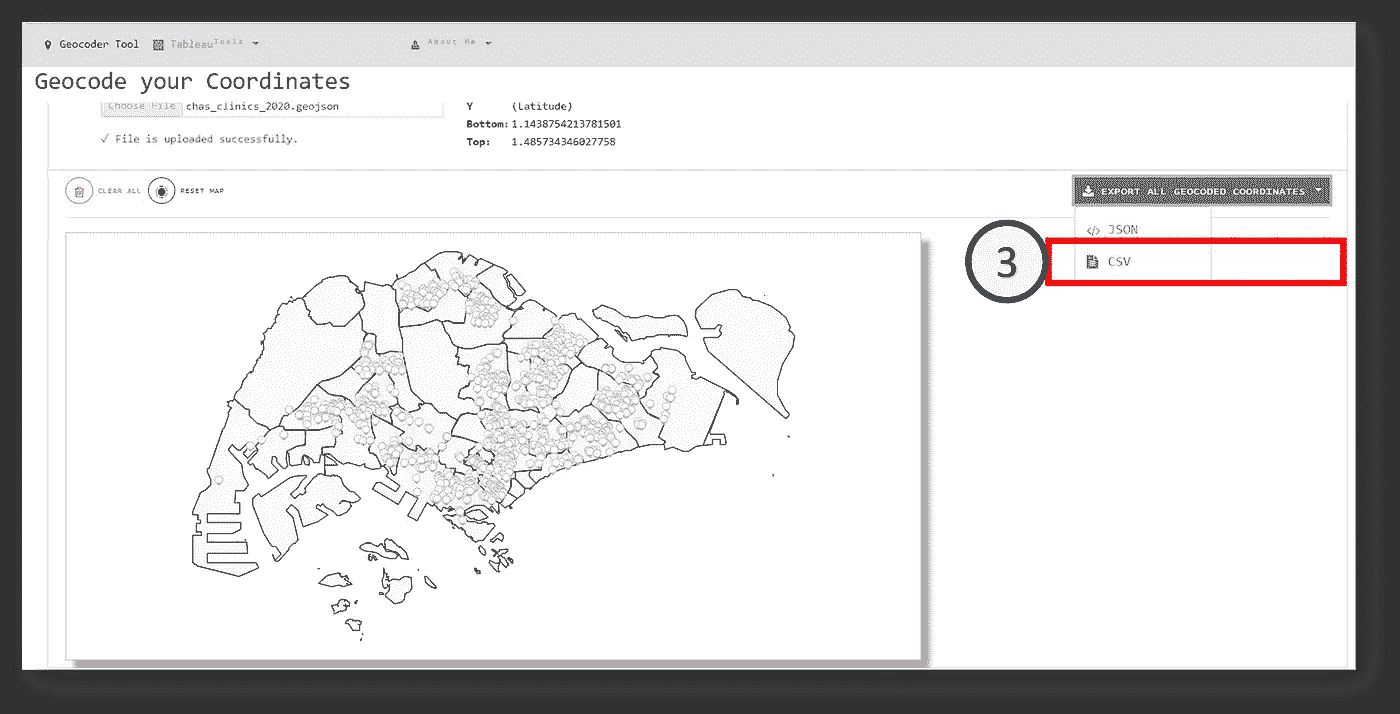 Geocoder Tool Tableau Tools About Me
Geocode your Coordinates
Choose File chas_clinics_2020.geojson
Y (Latitude)
✓ File is uploaded successfully.
Bottom: 1.1438754213781501
Top: 1.485734346027758
CLEAR ALL RESET MAP
EXPORT ALL GEOCODED COORDINATES
</> JSON
3
CSV